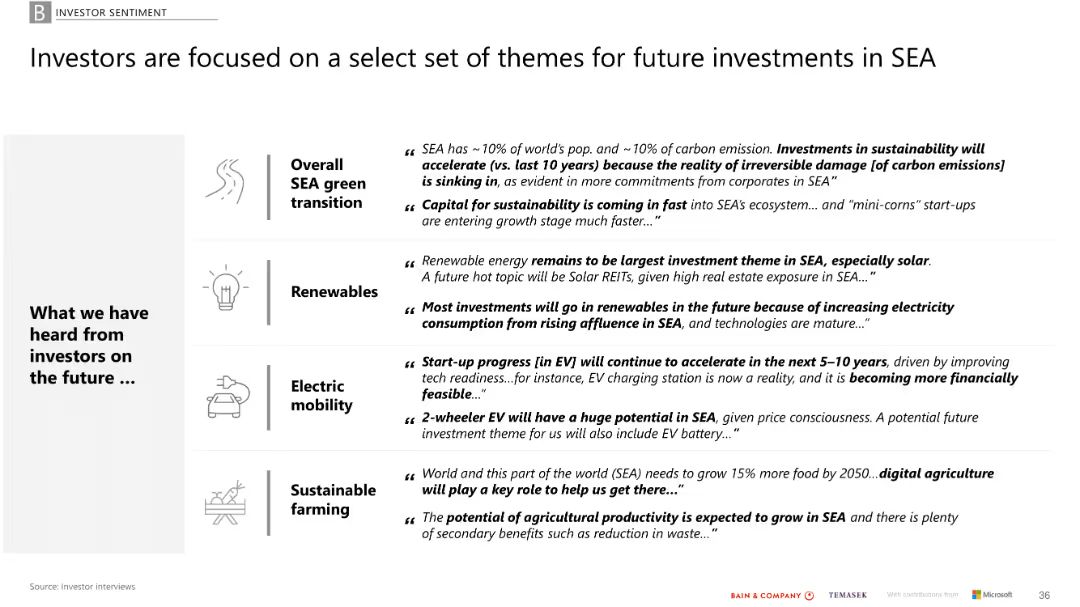 B INVESTOR SENTIMENT
Investors are focused on a select set of themes for future investments in SEA
What we have
heard from
investors on
the future ...
Overall
SEA green
transition
“ SEA has ~10% of world’s pop. and ~10% of carbon emission. Investments in sustainability will
accelerate (vs. last 10 years) because the reality of irreversible damage [of carbon emissions]
is sinking in, as evident in more commitments from corporates in SEA”
“ Capital for sustainability is coming in fast into SEA’s ecosystem... and “mini-corns” start-ups
are entering growth stage much faster...”
Renewables
“ Renewable energy remains to be largest investment theme in SEA, especially solar.
A future hot topic will be Solar REITs, given high real estate exposure in SEA...”
“ Most investments will go in renewables in the future because of increasing electricity
consumption from rising affluence in SEA, and technologies are mature...”
Electric
mobility
“ Start-up progress [in EV] will continue to accelerate in the next 5–10 years, driven by improving
tech readiness...for instance, EV charging station is now a reality, and it is becoming more financially
feasible...”
“ 2-wheeler EV will have a huge potential in SEA, given price consciousness. A potential future
investment theme for us will also include EV battery...”
Sustainable
farming
“ World and this part of the world (SEA) needs to grow 15% more food by 2050...digital agriculture
will play a key role to help us get there...”
“ The potential of agricultural productivity is expected to grow in SEA and there is plenty
of secondary benefits such as reduction in waste...”
Source: Investor interviews
BAIN & COMPANY TEMASEK With contributions from Microsoft 36